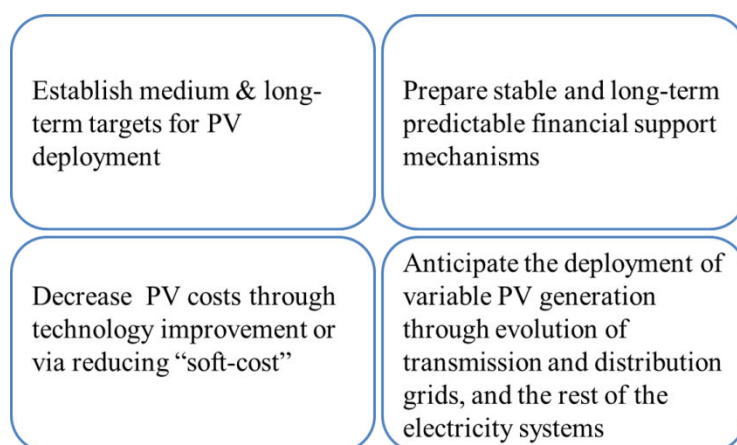 Establish medium & long-
term targets for PV
deployment
Prepare stable and long-term
predictable financial support
mechanisms
Decrease PV costs through
technology improvement or
via reducing “soft-cost”
Anticipate the deployment of
variable PV generation
through evolution of
transmission and distribution
grids, and the rest of the
electricity systems